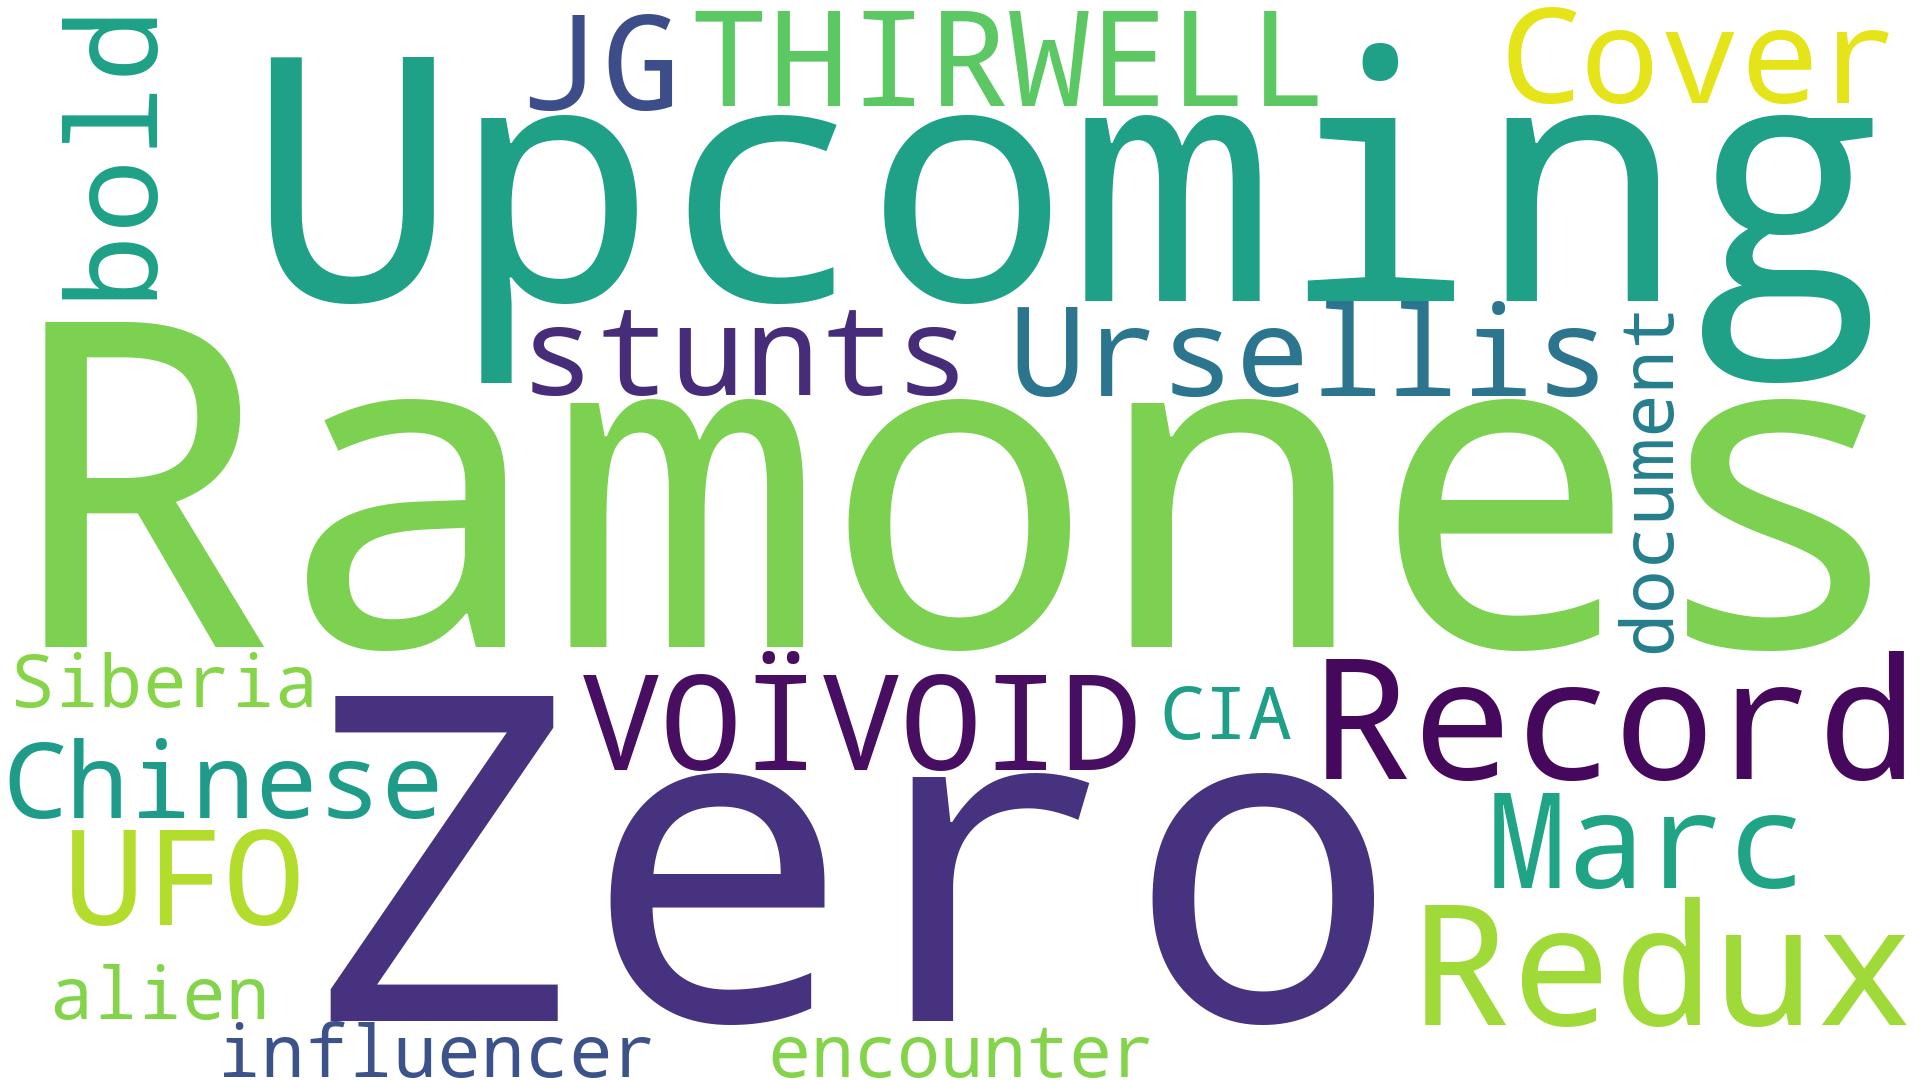 bold
JG
THIRWELL
Cover
Upcoming
stunts
Ursellis
document
Ramones
Siberia
VOÏVOID
CIA
Record
Chinese
Zero
Marc
UFO
Redux
alien
influencer
encounter